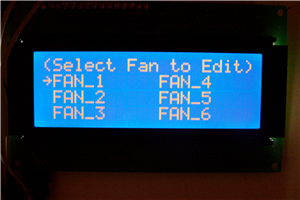 (Select Fan to Edit)
→FAN_1 FAN_4
FAN_2 FAN_5
FAN_3 FAN_6